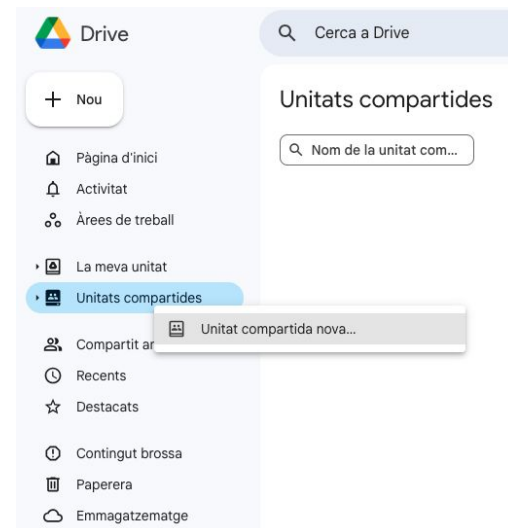 Drive
Cerca a Drive
Nou
Unitats compartides
Nom de la unitat com...
Pàgina d'inici
Activitat
Àrees de treball
La meva unitat
Unitats compartides
Unitat compartida nova...
Compartit
Recents
Destacats
Contingut brossa
Paperera
Emmagatzematge